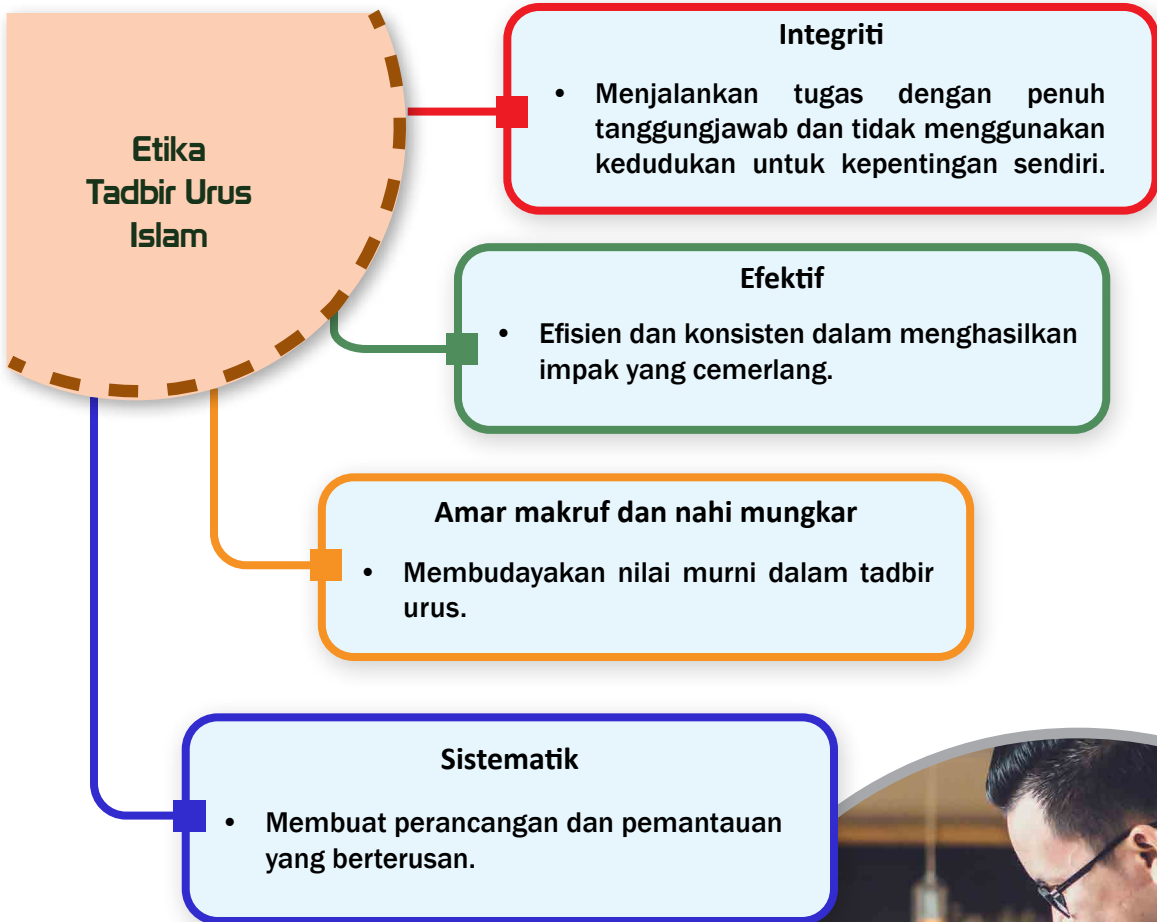 Etika
Tadbir Urus
Islam
Integriti
• Menjalankan tugas dengan penuh
tanggungjawab dan tidak menggunakan
kedudukan untuk kepentingan sendiri.
Efektif
• Efisien dan konsisten dalam menghasilkan
impak yang cemerlang.
Amar makruf dan nahi mungkar
• Membudayakan nilai murni dalam tadbir
urus.
Sistematik
• Membuat perancangan dan pemantauan
yang berterusan.